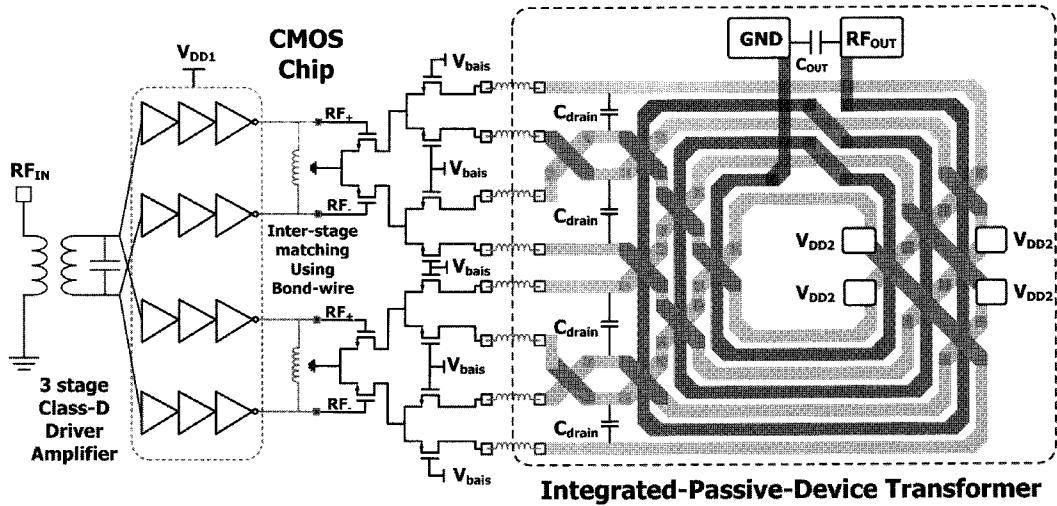 CMOS
Chip
V_DD1
RF_IN
3 stage
Class-D
Driver
Amplifier
RF+
RF-
Inter-stage
matching
Using
Bond-wire
RF+
RF-
V_bais
V_bais
V_bais
V_bais
V_bais
C_drain
C_drain
C_drain
C_drain
GND
C_OUT
RF_OUT
V_DD2
V_DD2
V_DD2
V_DD2
Integrated-Passive-Device Transformer